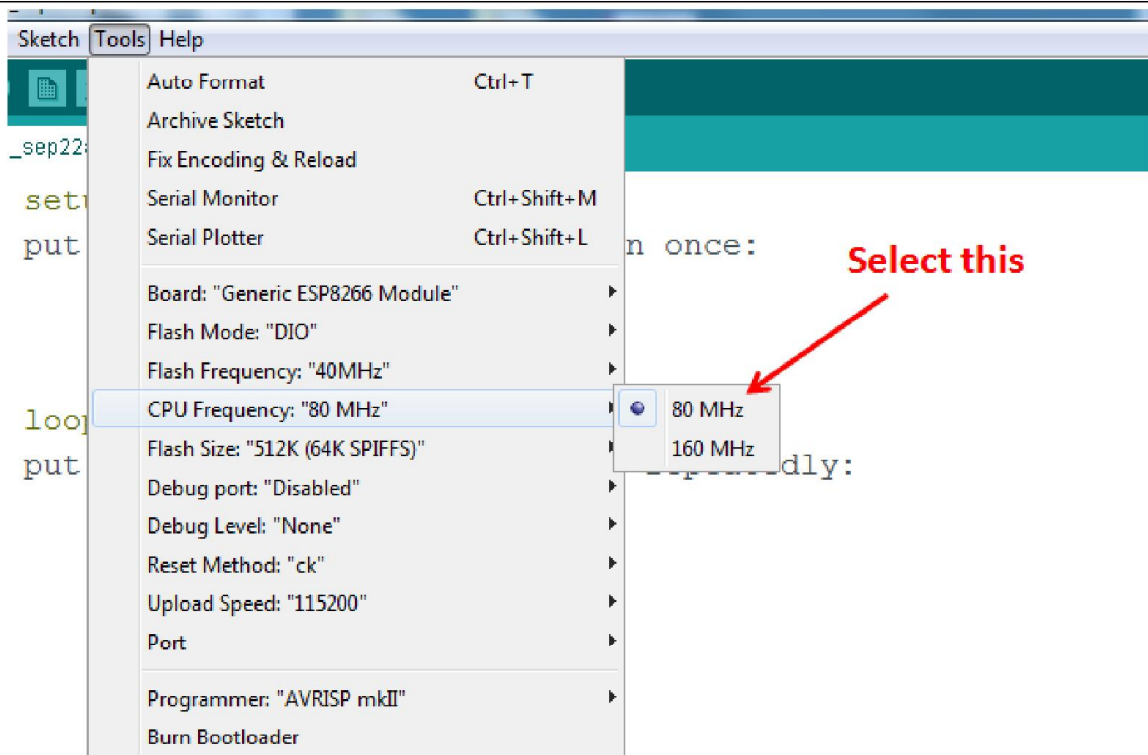 Sketch Tools Help
Auto Format Ctrl+T
Archive Sketch
_sep22
Fix Encoding & Reload
Serial Monitor Ctrl+Shift+M
put
Serial Plotter Ctrl+Shift+L
once:
Select this
Board: "Generic ESP8266 Module"
Flash Mode: "DIO"
Flash Frequency: "40MHz"
CPU Frequency: "80 MHz"
80 MHz
Flash Size: "512K (64K SPIFFS)"
160 MHz
put
Debug port: "Disabled"
Debug Level: "None"
Reset Method: "ck"
Upload Speed: "115200"
Port
Programmer: "AVRISP mkII"
Burn Bootloader